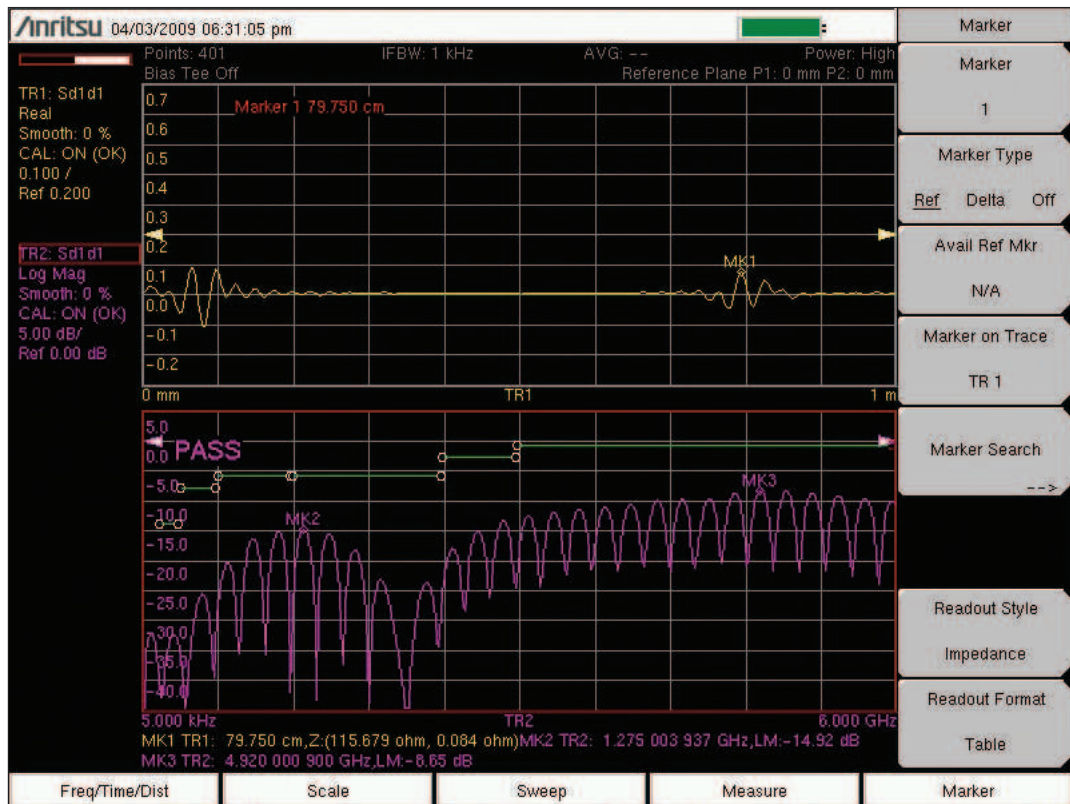 Anritsu 04/03/2009 06:31:05 pm
Marker
Points: 401 IFBW: 1 kHz AVG: -- Power: High
Bias Tee Off Reference Plane P1: 0 mm P2: 0 mm
TR1: Sd1d1
Real
Smooth: 0 %
CAL: ON (OK)
0.100 /
Ref 0.200
TR2: Sd1d1
Log Mag
Smooth: 0 %
CAL: ON (OK)
5.00 dB/
Ref 0.00 dB
Marker 1 79.750 cm
0.7
0.6
0.5
0.4
0.3
0.2
0.1
0.0
-0.1
-0.2
MK1
0 mm TR1 1 m
5.0
0.0 PASS
-5.0
-10.0
-15.0
-20.0
-25.0
-30.0
-35.0
-40.0
MK2
MK3
5.000 kHz TR2 6.000 GHz
MK1 TR1: 79.750 cm,Z:(115.679 ohm, 0.084 ohm)MK2 TR2: 1.275 003 937 GHz,LM:-14.92 dB
MK3 TR2: 4.920 000 900 GHz,LM:-8.65 dB
Marker
1
Marker Type
Ref Delta Off
Avail Ref Mkr
N/A
Marker on Trace
TR 1
Marker Search
-->
Readout Style
Impedance
Readout Format
Table
Freq/Time/Dist Scale Sweep Measure Marker